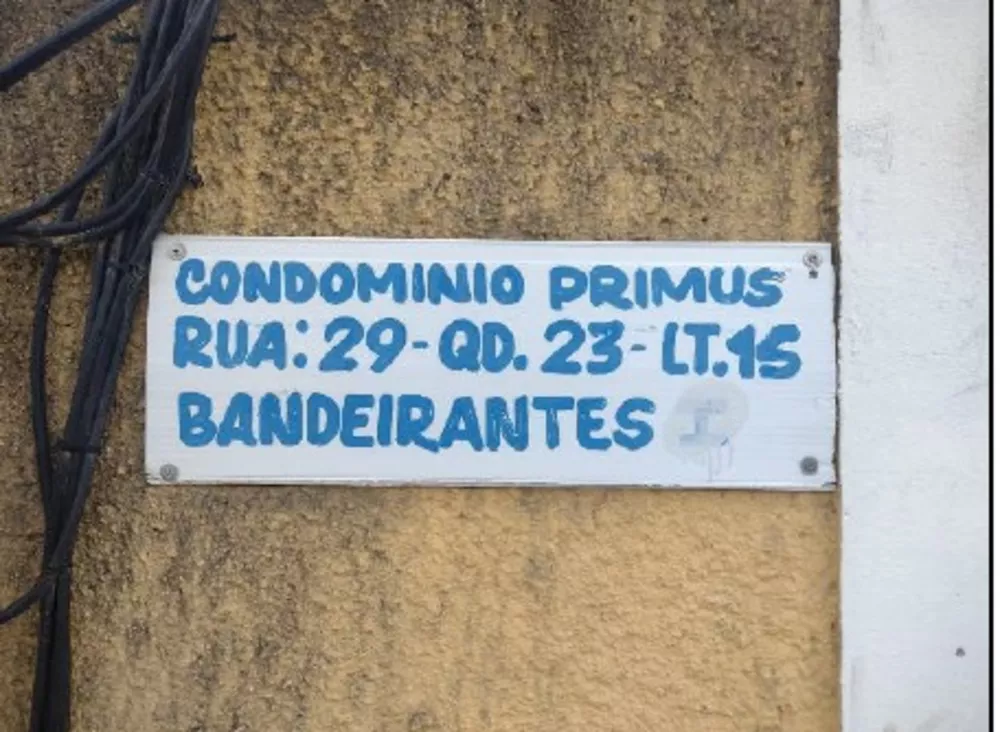 CONDOMINIO PRIMUS
RUA: 29 - QD. 23 - LT.15
BANDEIRANTES